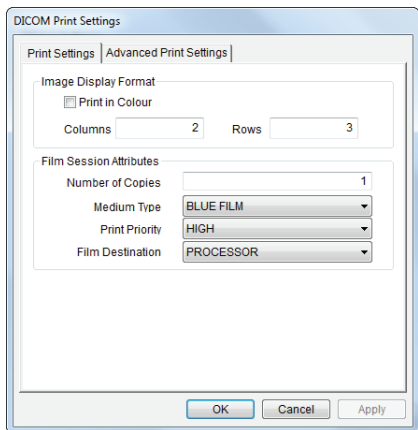 DICOM Print Settings
Print Settings Advanced Print Settings
Image Display Format
Print in Colour
Columns 2 Rows 3
Film Session Attributes
Number of Copies 1
Medium Type BLUE FILM
Print Priority HIGH
Film Destination PROCESSOR
OK Cancel Apply